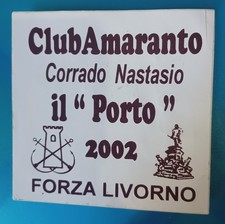 ClubAmaranto
Corrado Nastasio
il " Porto "
2002
FORZA LIVORNO